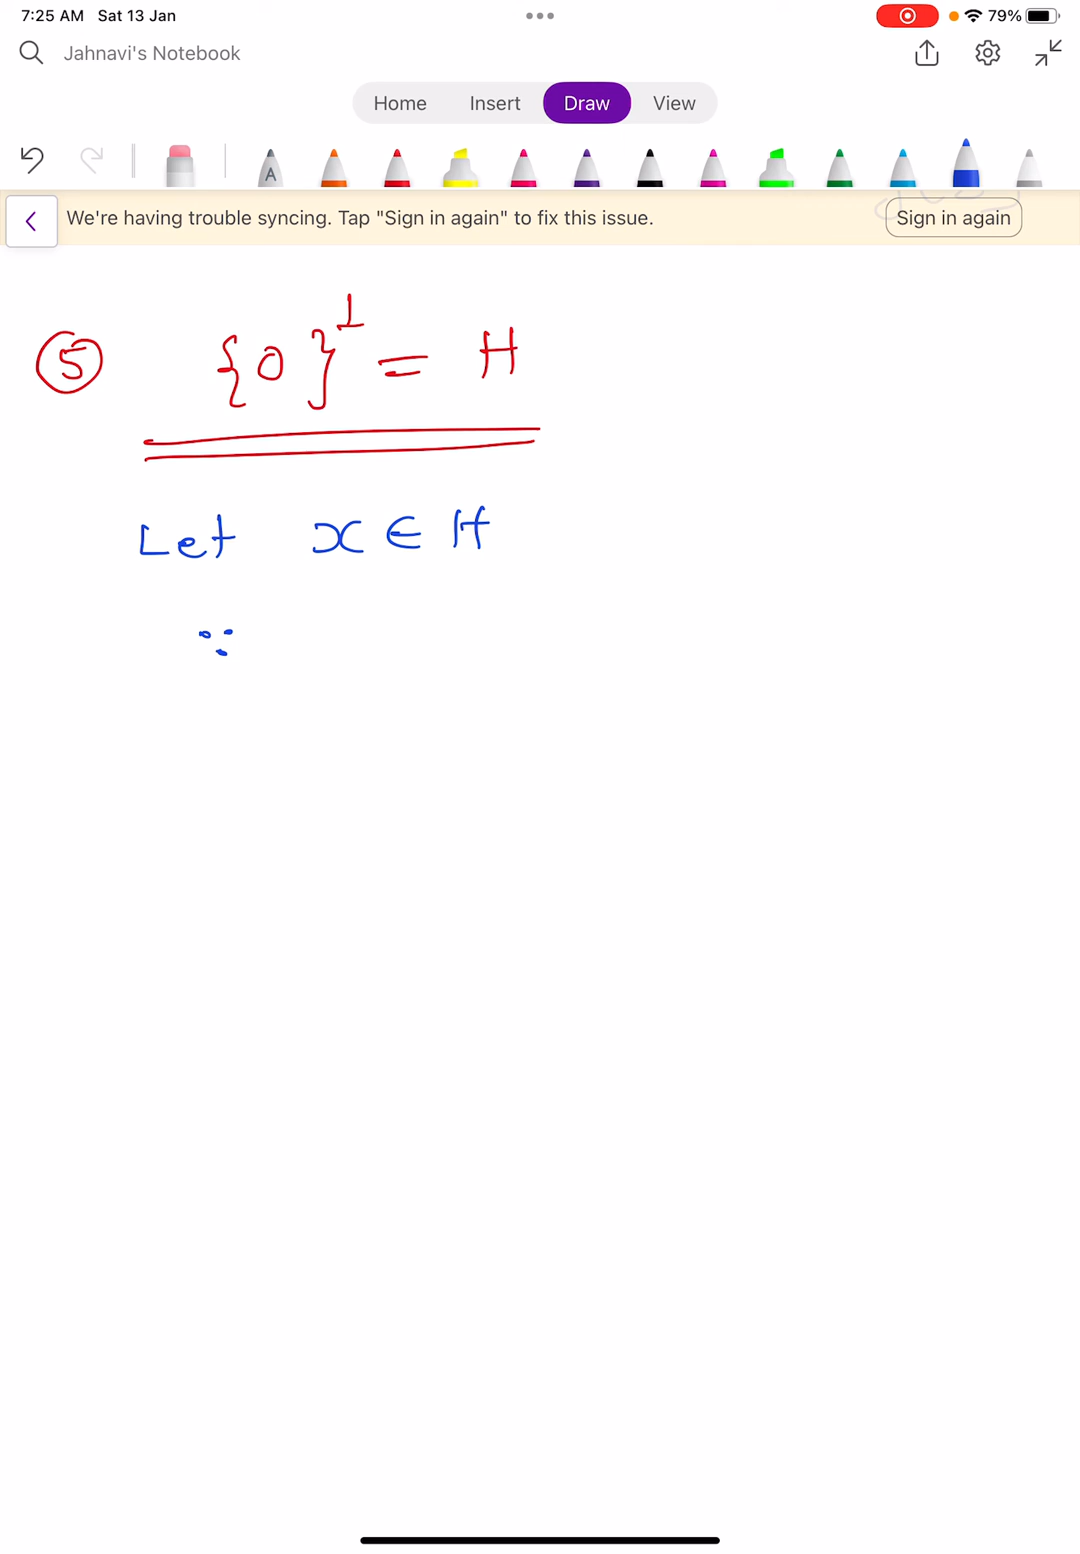 7:25 AM Sat 13 Jan
79%
Jahnavi's Notebook
Home Insert Draw View
A
We're having trouble syncing. Tap "Sign in again" to fix this issue.
Sign in again
⑤ {0}^⊥ = H
Let x ∈ H
∵